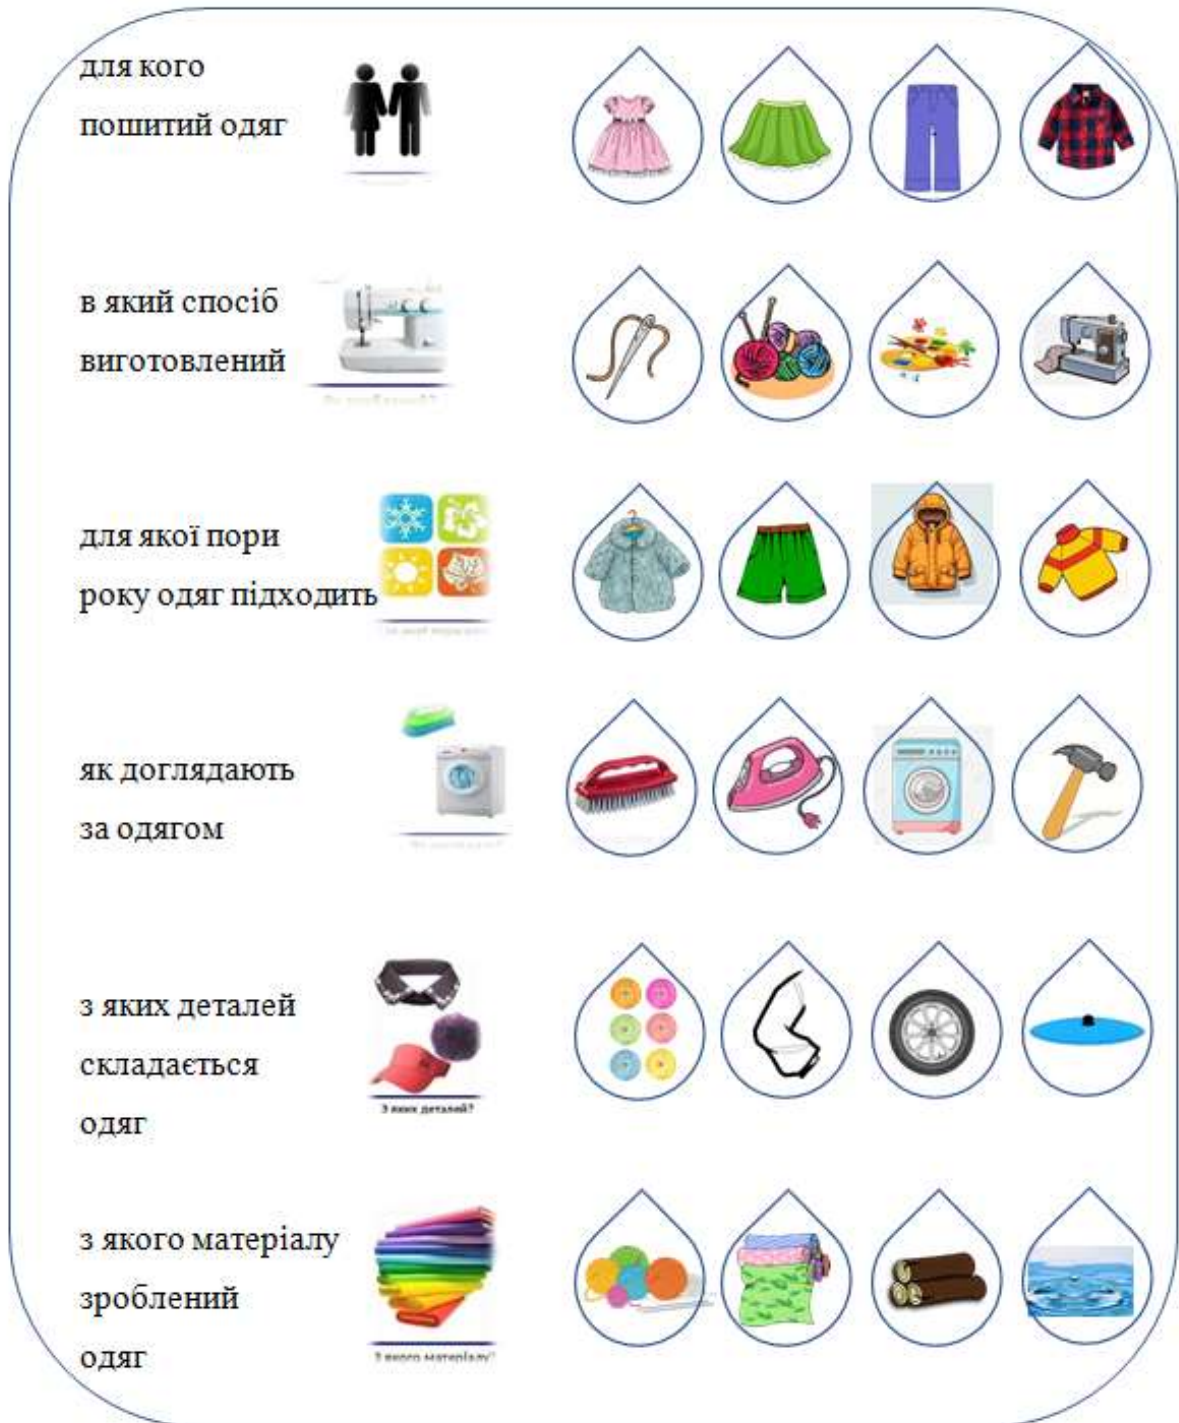 для кого
пошитий одяг
в який спосіб
виготовлений
для якої пори
року одяг підходить
як доглядають
за одягом
з яких деталей
складається
одяг
З яких деталей?
з якого матеріалу
зроблений
одяг
З якого матеріалу?